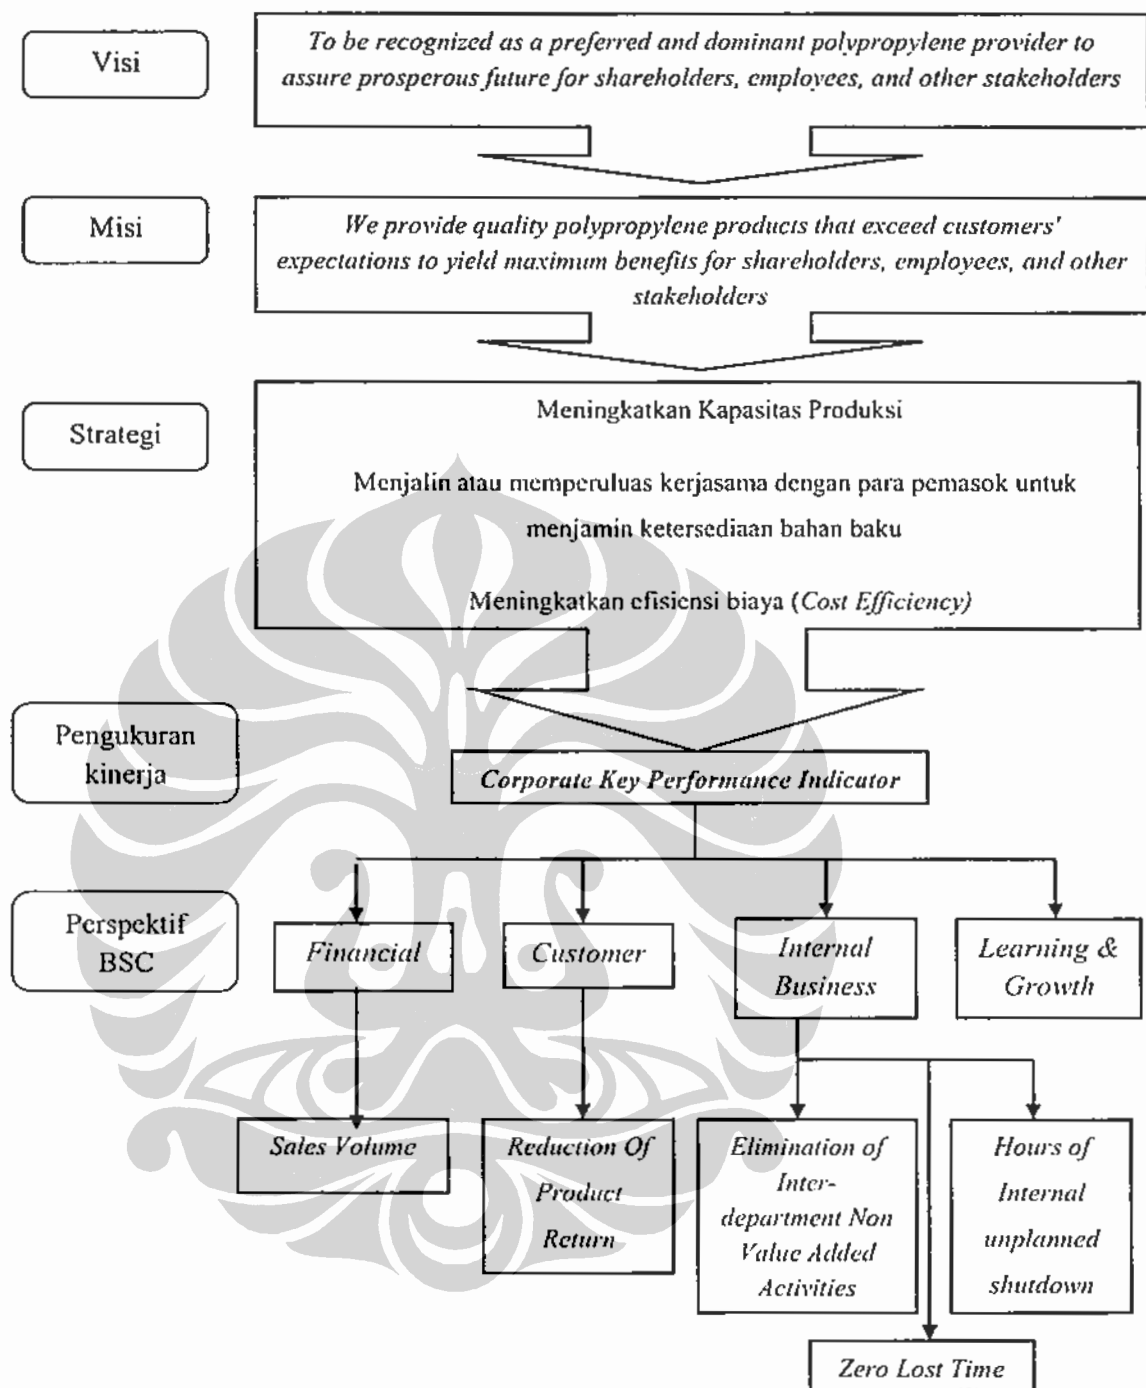 Visi
To be recognized as a preferred and dominant polypropylene provider to
assure prosperous future for shareholders, employees, and other stakeholders
Misi
We provide quality polypropylene products that exceed customers'
expectations to yield maximum benefits for shareholders, employees, and other
stakeholders
Strategi
Meningkatkan Kapasitas Produksi
Menjalin atau memperuluas kerjasama dengan para pemasok untuk
menjamin ketersediaan bahan baku
Meningkatkan efisiensi biaya (Cost Efficiency)
Pengukuran
kinerja
Corporate Key Performance Indicator
Perspektif
BSC
Financial
Customer
Internal
Business
Learning &
Growth
Sales Volume
Reduction Of
Product
Return
Elimination of
Inter-
department Non
Value Added
Activities
Hours of
Internal
unplanned
shutdown
Zero Lost Time